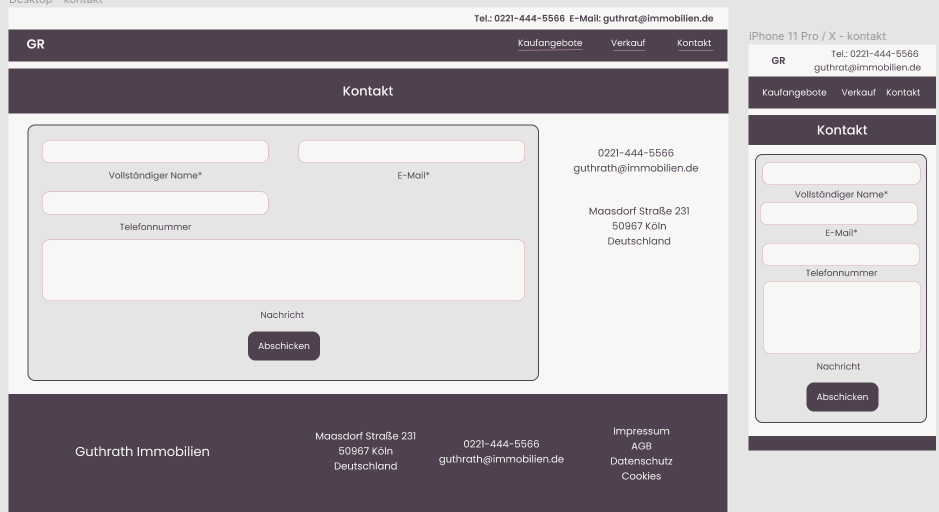 Desktop - kontakt
Tel.: 0221-444-5566 E-Mail: guthrat@immobilien.de
GR
Kaufangebote Verkauf Kontakt
Kontakt
Vollständiger Name*
E-Mail*
Telefonnummer
Nachricht
Abschicken
0221-444-5566
guthrath@immobilien.de
Maasdorf Straße 231
50967 Köln
Deutschland
Guthrath Immobilien
Maasdorf Straße 231
50967 Köln
Deutschland
0221-444-5566
guthrath@immobilien.de
Impressum
AGB
Datenschutz
Cookies
iPhone 11 Pro / X - kontakt
GR
Tel.: 0221-444-5566
guthrat@immobilien.de
Kaufangebote Verkauf Kontakt
Kontakt
Vollständiger Name*
E-Mail*
Telefonnummer
Nachricht
Abschicken